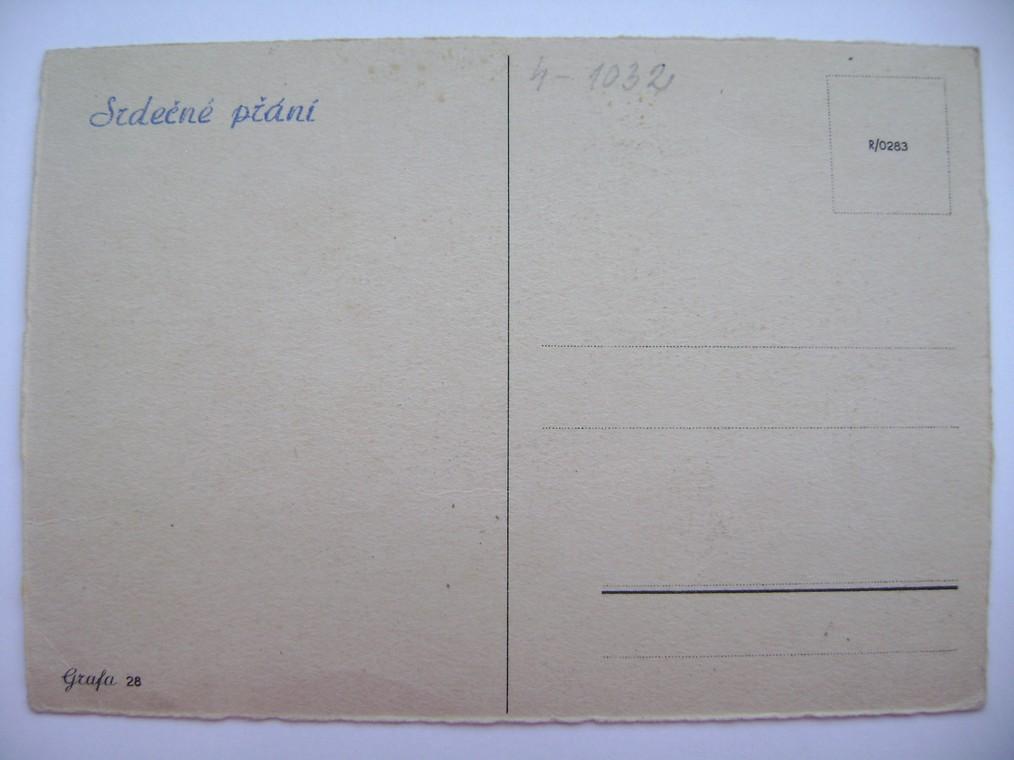 Srdečné přání
4-1032
R/0283
Grafa 28